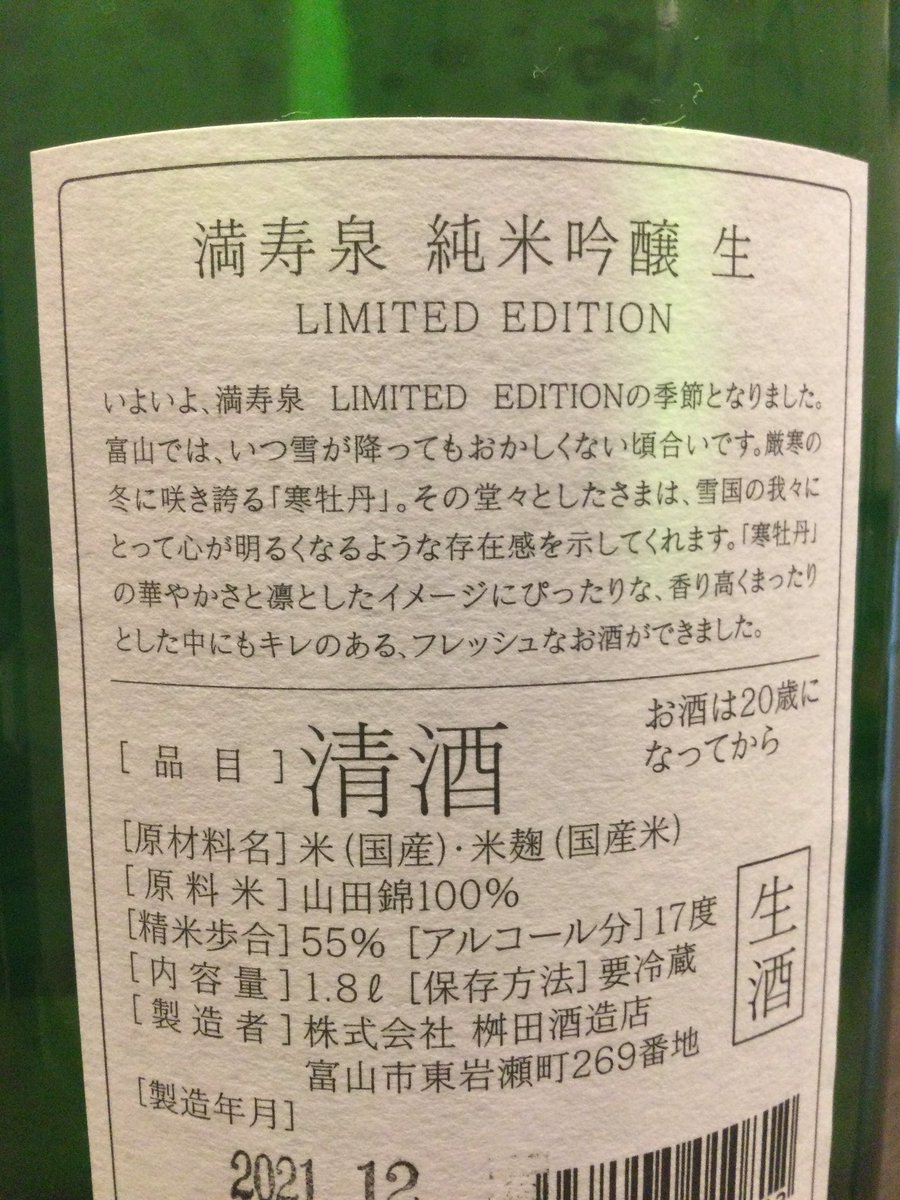 満寿泉 純米吟醸 生
LIMITED EDITION
いよいよ、満寿泉 LIMITED EDITIONの季節となりました。
富山では、いつ雪が降ってもおかしくない頃合いです。厳寒の
冬に咲き誇る「寒牡丹」。その堂々としたさまは、雪国の我々に
とって心が明るくなるような存在感を示してくれます。「寒牡丹」
の華やかさと凛としたイメージにぴったりな、香り高くまったり
とした中にもキレのある、フレッシュなお酒ができました。
お酒は20歳に
なってから
[品目]清酒
[原材料名]米(国産)・米麹(国産米)
[原料米]山田錦100%
[精米歩合]55% [アルコール分]17度
[内容量]1.8ℓ [保存方法]要冷蔵
生酒
[製造者]株式会社 桝田酒造店
富山市東岩瀬町269番地
[製造年月]
2021 12